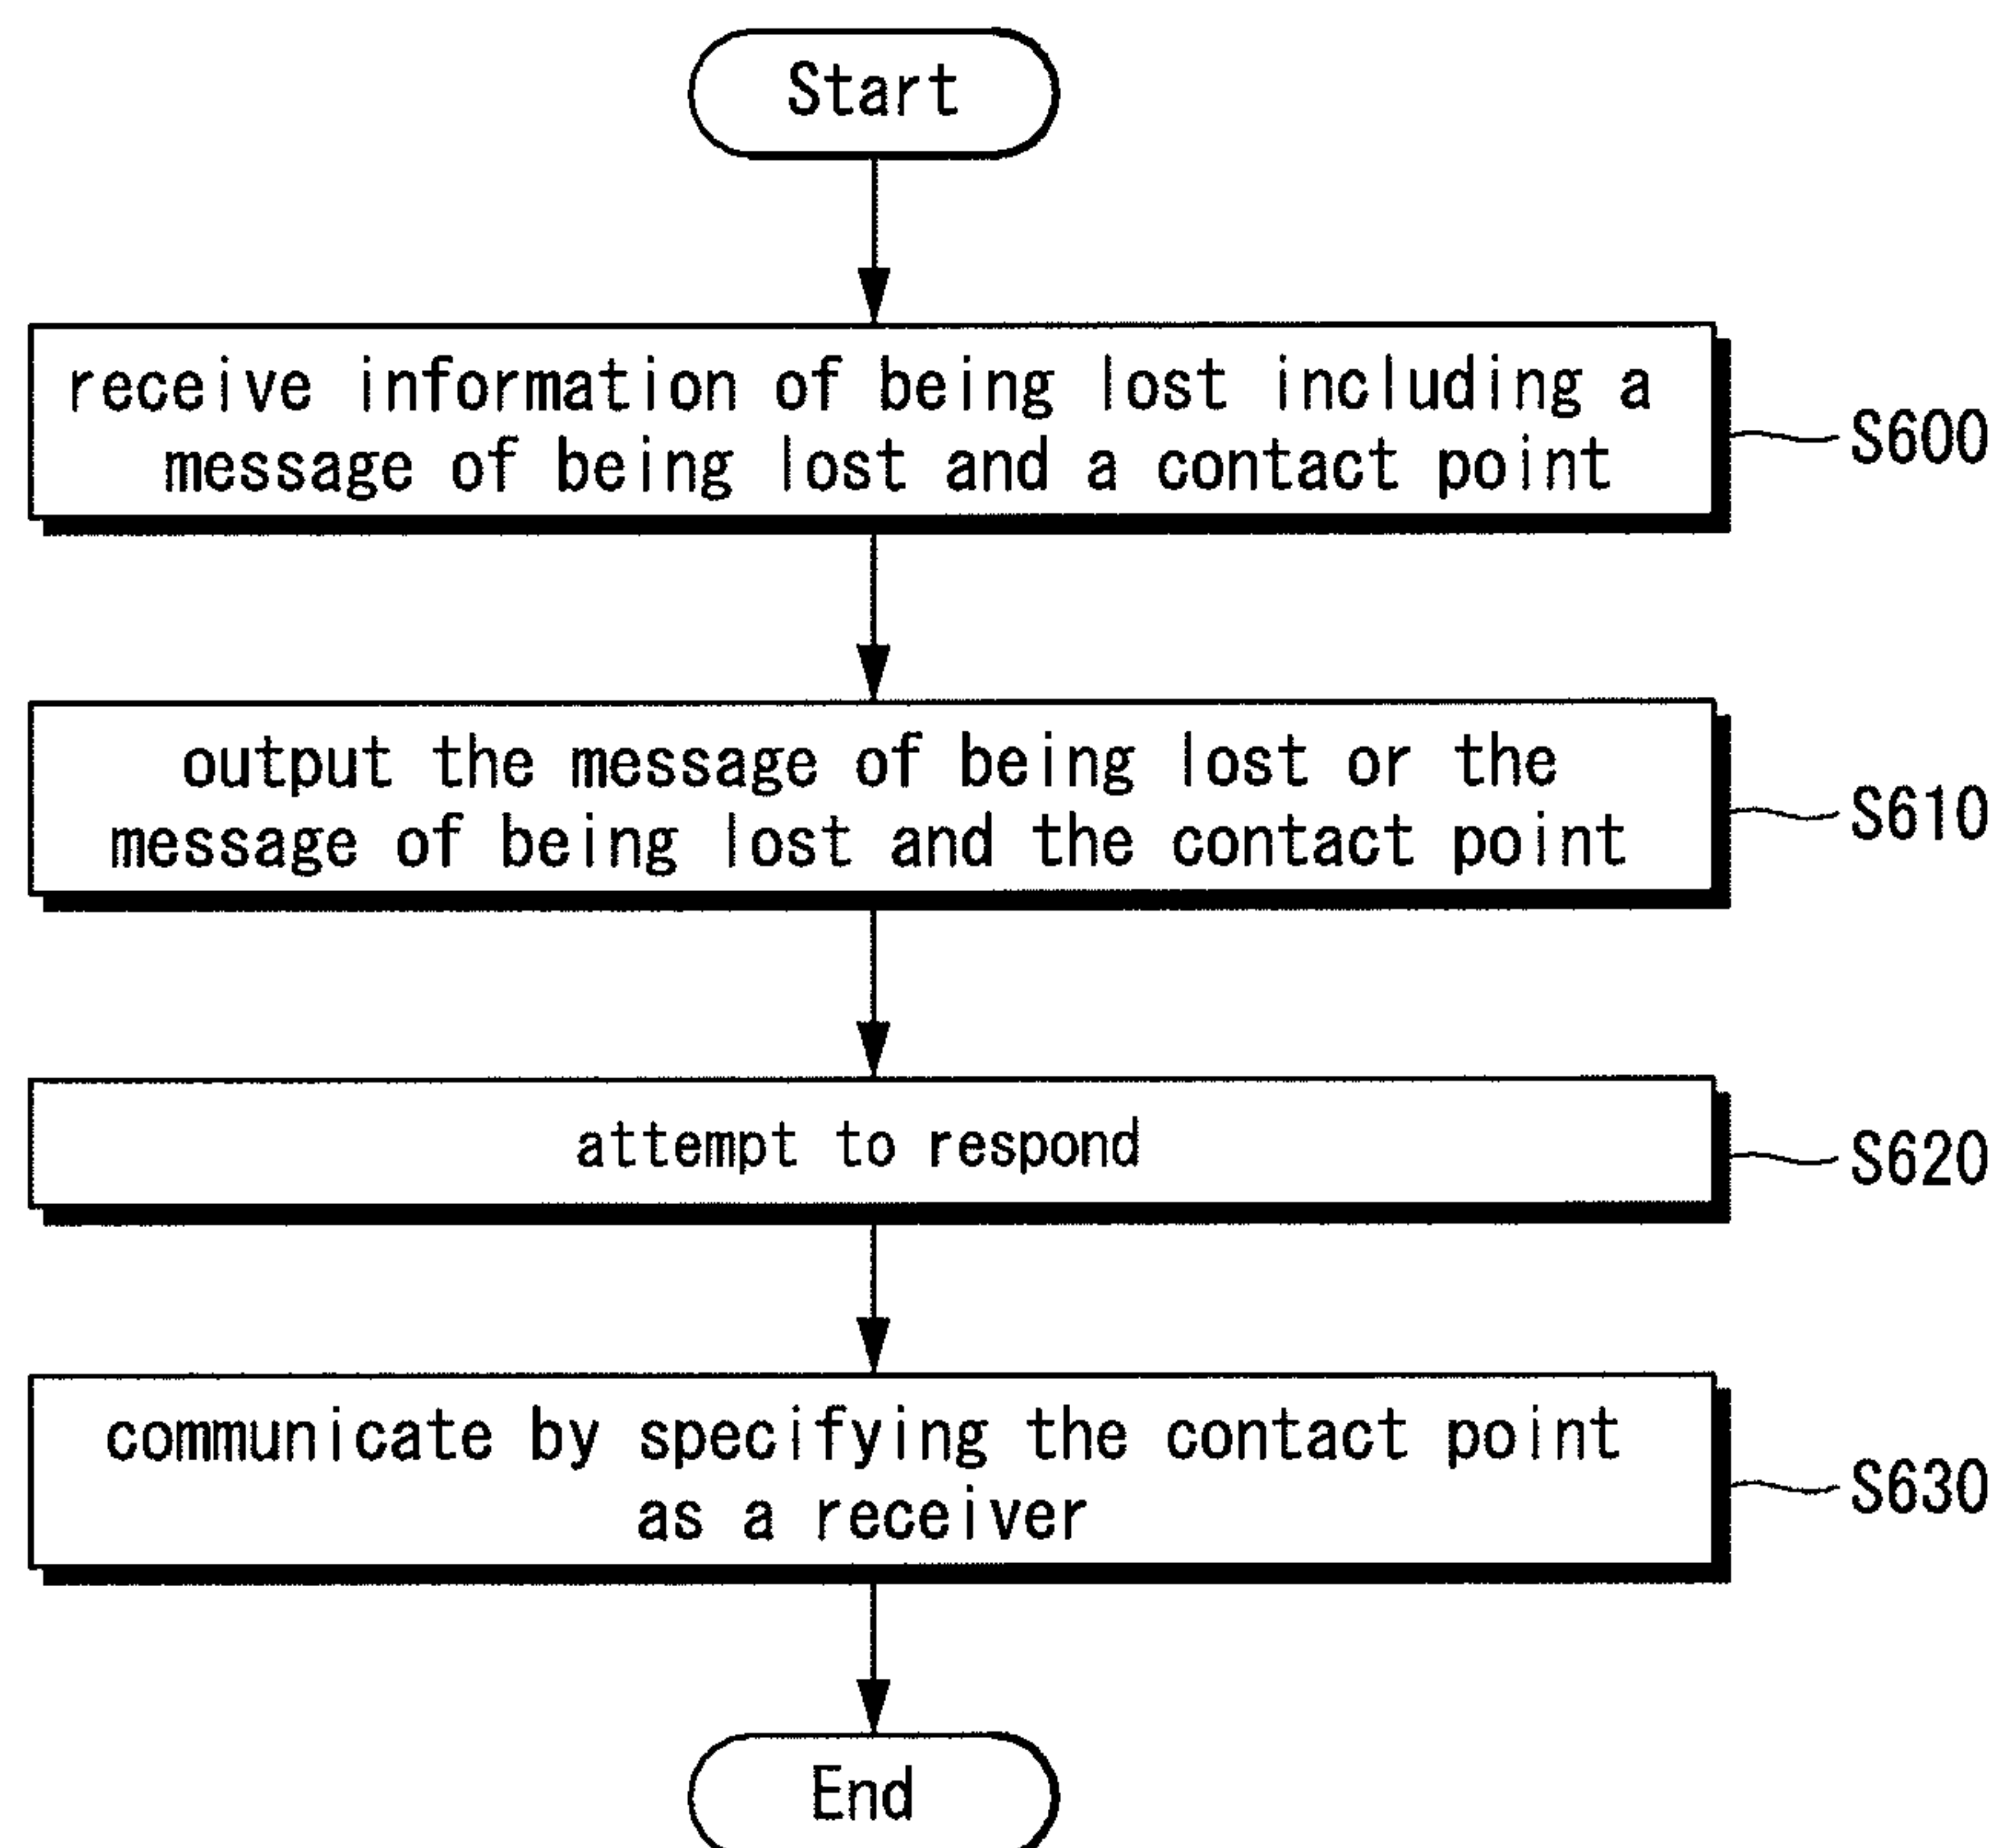 Start
receive information of being lost including a
message of being lost and a contact point
S600
output the message of being lost or the
message of being lost and the contact point
S610
attempt to respond
S620
communicate by specifying the contact point
as a receiver
S630
End